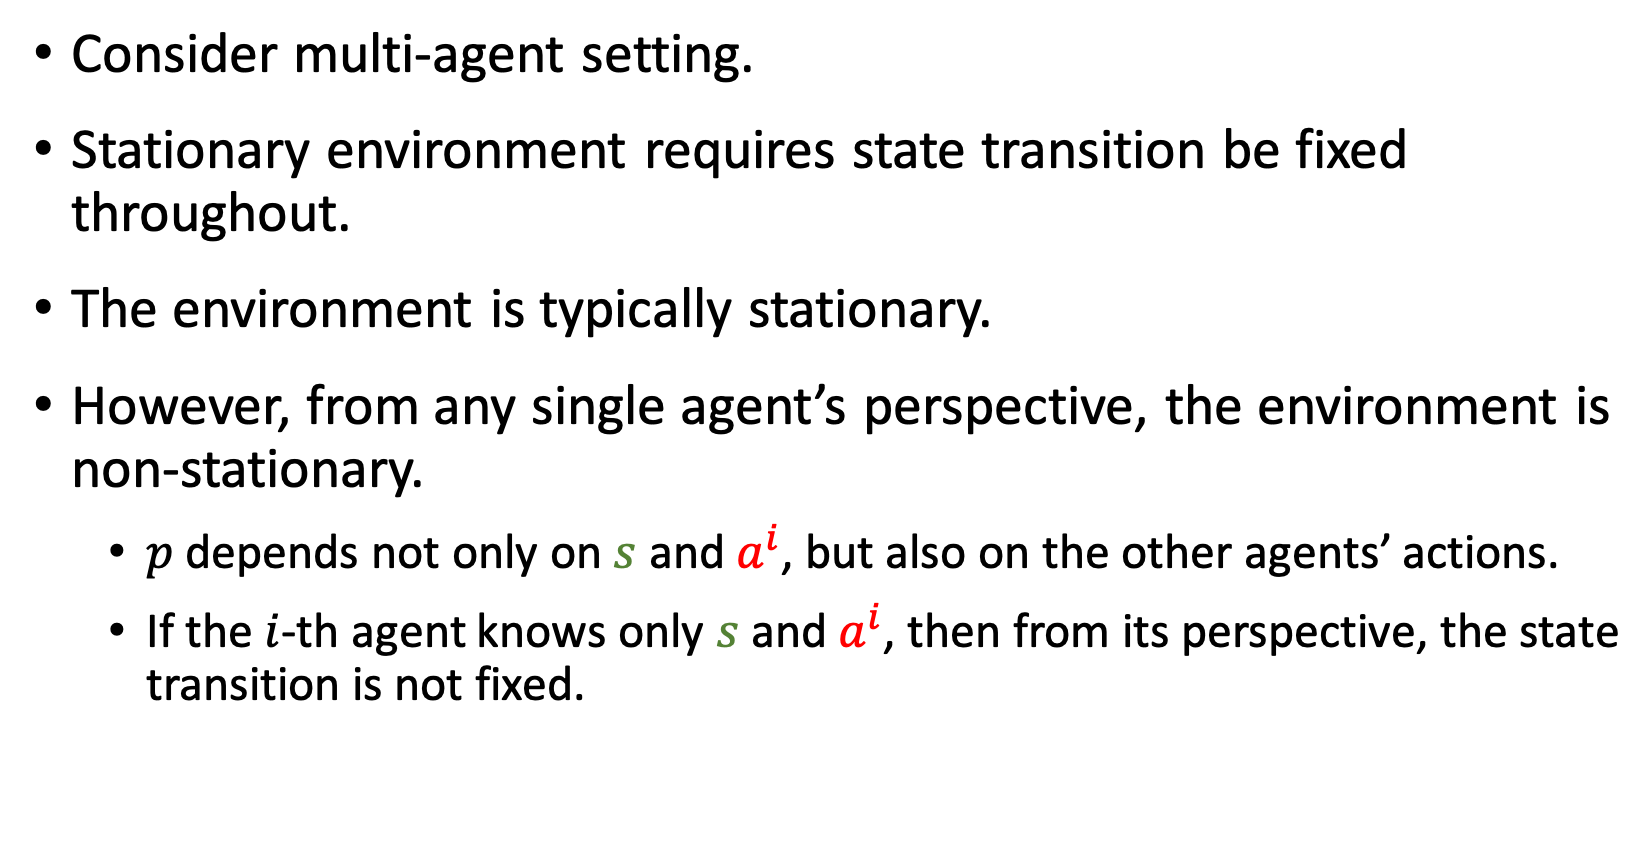 • Consider multi-agent setting.
• Stationary environment requires state transition be fixed
throughout.
• The environment is typically stationary.
• However, from any single agent’s perspective, the environment is
non-stationary.
• p depends not only on s and aⁱ, but also on the other agents’ actions.
• If the i-th agent knows only s and aⁱ, then from its perspective, the state
transition is not fixed.